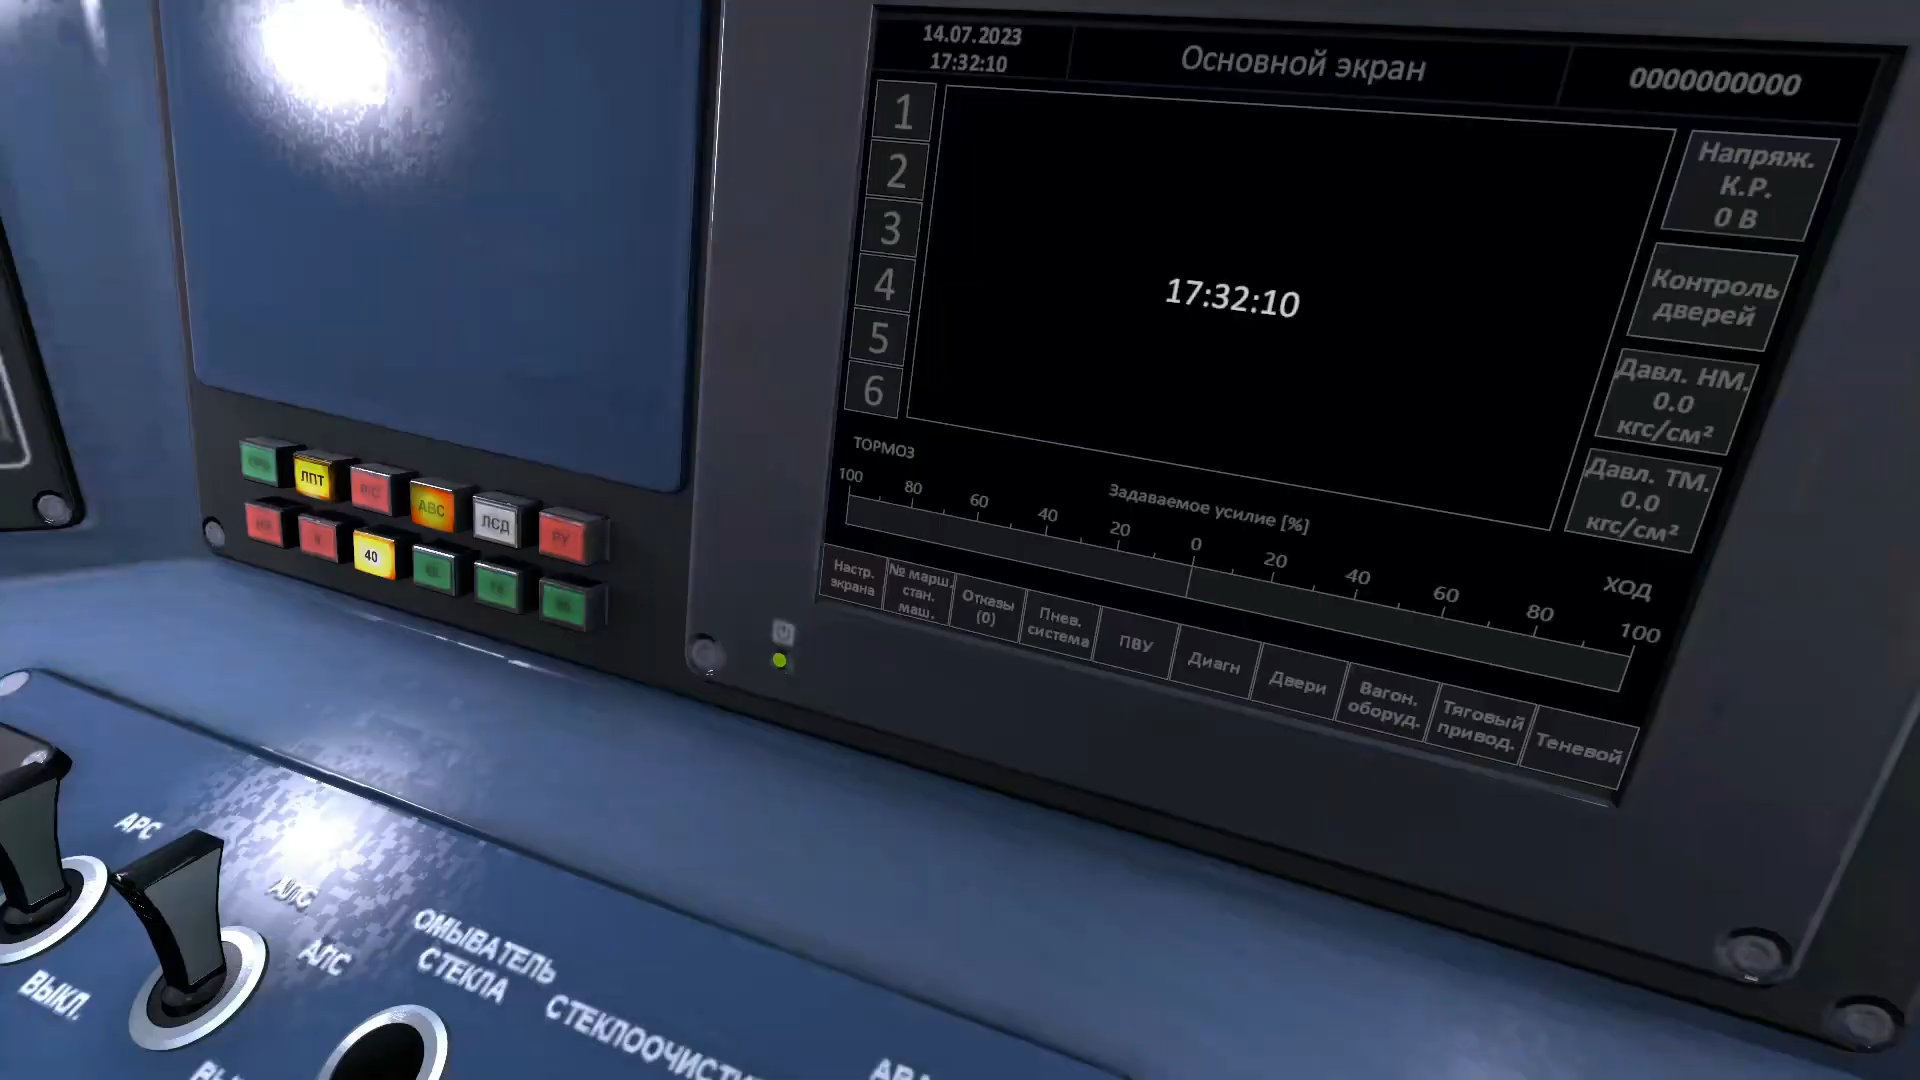 14.07.2023
17:32:10
Основной экран
0000000000
1
2
3
4
5
6
17:32:10
Напряж.
К.Р.
0 В
Контроль
дверей
Давл. НМ.
0.0
кгс/см²
Давл. ТМ.
0.0
кгс/см²
ТОРМОЗ
Задаваемое усилие [%]
ХОД
100 80 60 40 20 0 20 40 60 80 100
Настр.
экрана
№ марш.
стан.
маш.
Отказы
(0)
Пнев.
система
ПВУ
Диагн
Двери
Вагон.
оборуд.
Тяговый
привод.
Теневой
ЛПТ
АВС
ЛСД
РУ
40
АРС
АЛС
АЛС
ВЫКЛ.
ОМЫВАТЕЛЬ
СТЕКЛА
СТЕКЛООЧИСТИ